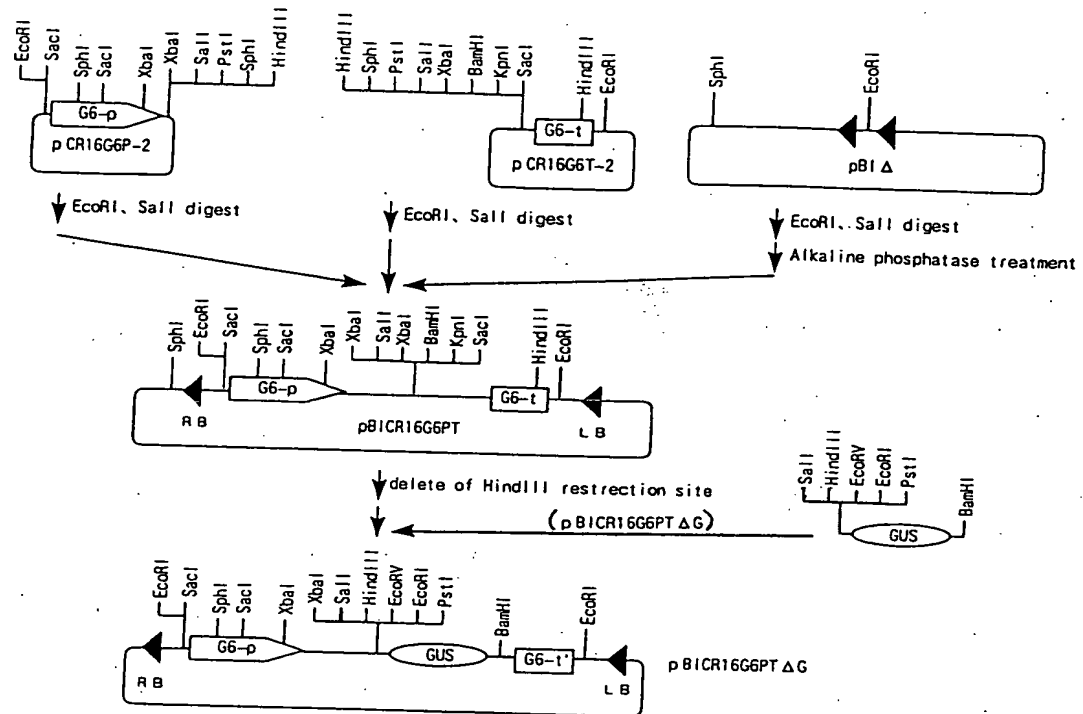 EcoRI
SacI
SphI
SacI
XbaI
XbaI
SalI
PstI
SphI
HindIII
G6-p
pCR16G6P-2
HindIII
SphI
PstI
SalI
XbaI
BamHI
KpnI
SacI
HindIII
EcoRI
G6-t
pCR16G6T-2
SphI
EcoRI
pBIΔ
EcoRI、SalI digest
EcoRI、SalI digest
EcoRI、SalI digest
Alkaline phosphatase treatment
SphI
EcoRI
SacI
SphI
SacI
XbaI
XbaI
SalI
XbaI
BamHI
KpnI
SacI
HindIII
EcoRI
G6-p
G6-t
RB
pBICR16G6PT
LB
delete of HindIII restrection site
(pBICR16G6PTΔG)
SalI
HindIII
EcoRV
EcoRI
PstI
BamHI
GUS
EcoRI
SacI
SphI
SacI
XbaI
XbaI
SalI
HindIII
EcoRV
EcoRI
PstI
BamHI
EcoRI
G6-p
GUS
G6-t'
RB
LB
pBICR16G6PTΔG